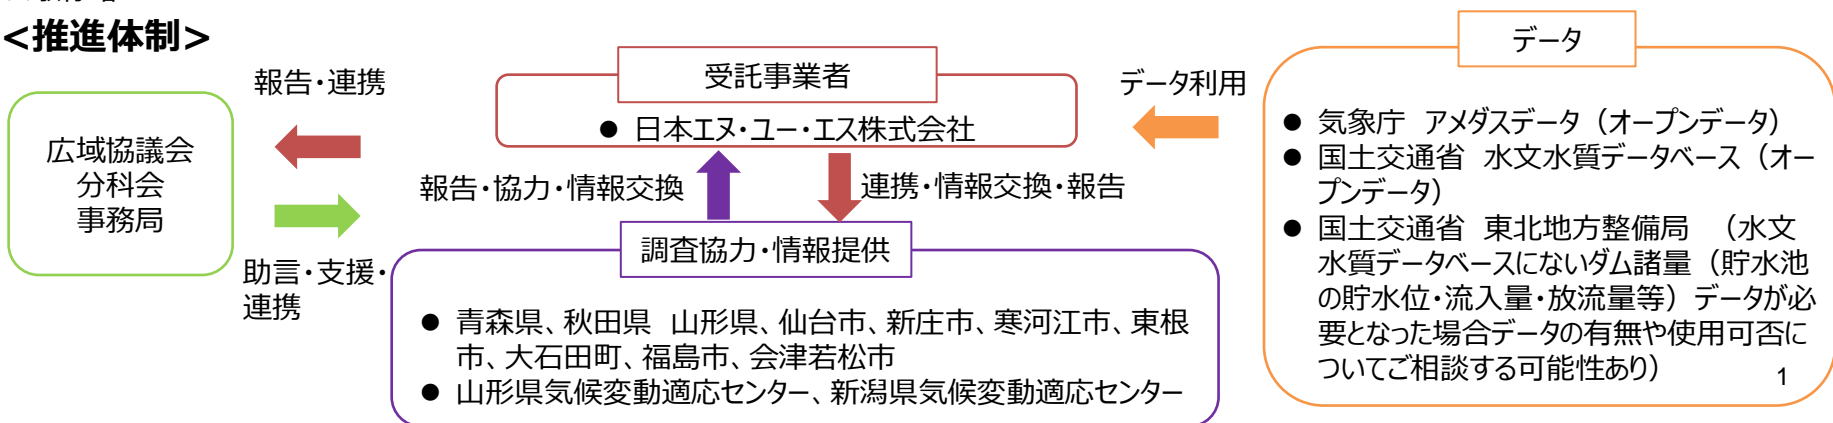 <推進体制>
報告・連携
広域協議会
分科会
事務局
助言・支援・
連携
受託事業者
● 日本エヌ・ユー・エス株式会社
報告・協力・情報交換
連携・情報交換・報告
調査協力・情報提供
● 青森県、秋田県 山形県、仙台市、新庄市、寒河江市、東根
市、大石田町、福島市、会津若松市
● 山形県気候変動適応センター、新潟県気候変動適応センター
データ利用
データ
● 気象庁 アメダスデータ（オープンデータ）
● 国土交通省 水文水質データベース（オー
プンデータ）
● 国土交通省 東北地方整備局 （水文
水質データベースにないダム諸量（貯水池
の貯水位・流入量・放流量等）データが必
要となった場合データの有無や使用可否に
ついてご相談する可能性あり）
1